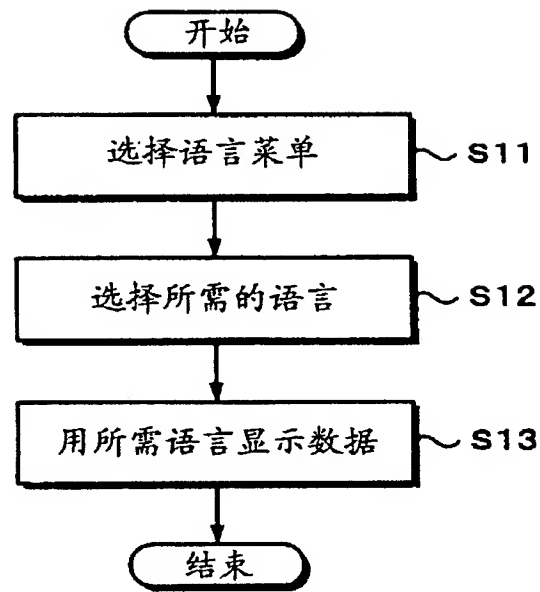 开始
选择语言菜单
S11
选择所需的语言
S12
用所需语言显示数据
S13
结束